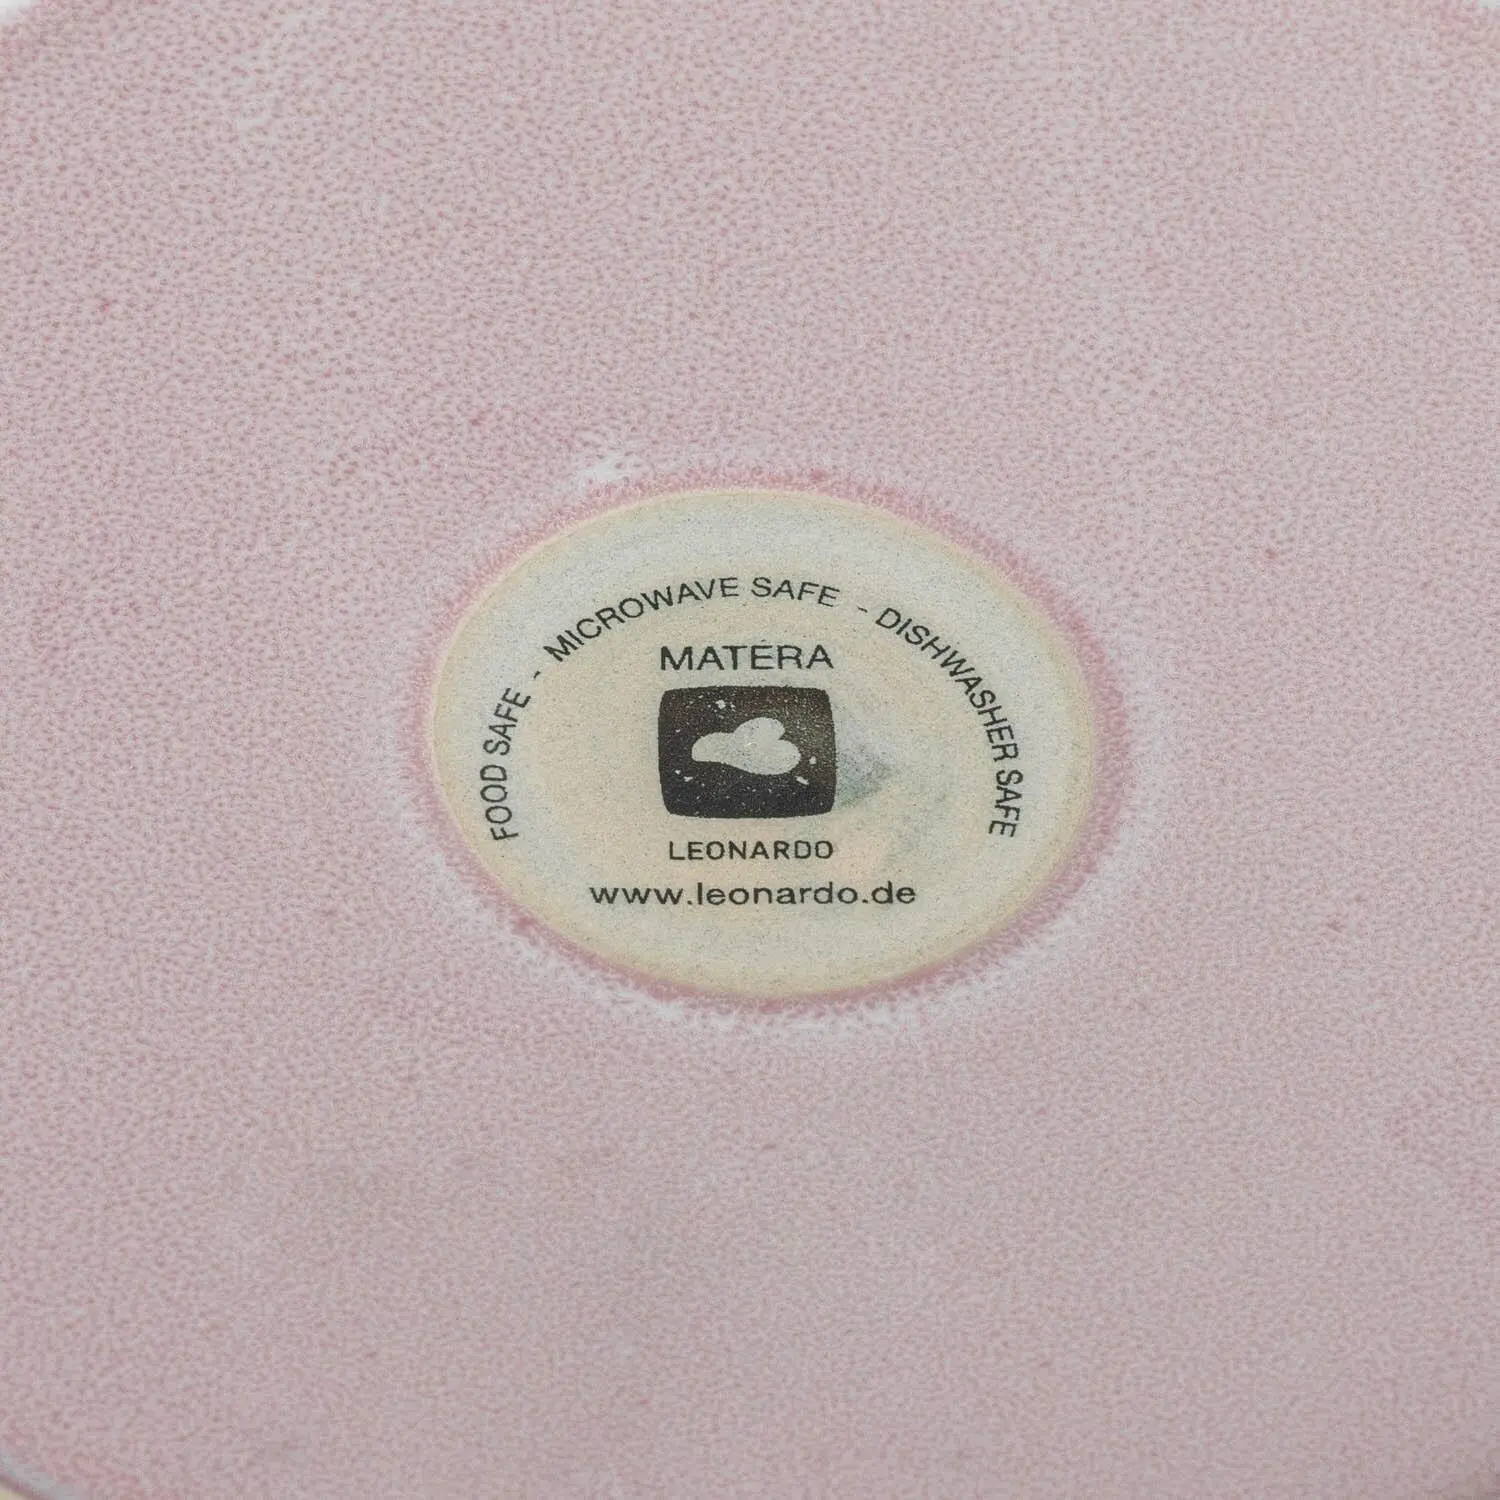 FOOD SAFE - MICROWAVE SAFE - DISHWASHER SAFE
MATERA
LEONARDO
www.leonardo.de